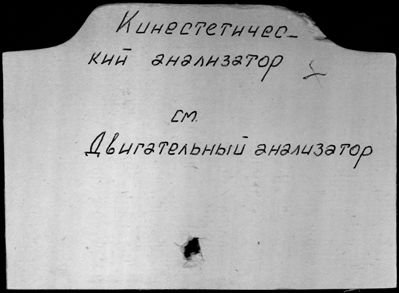 Кинестетичес-
кий анализатор
см.
Двигательный анализатор